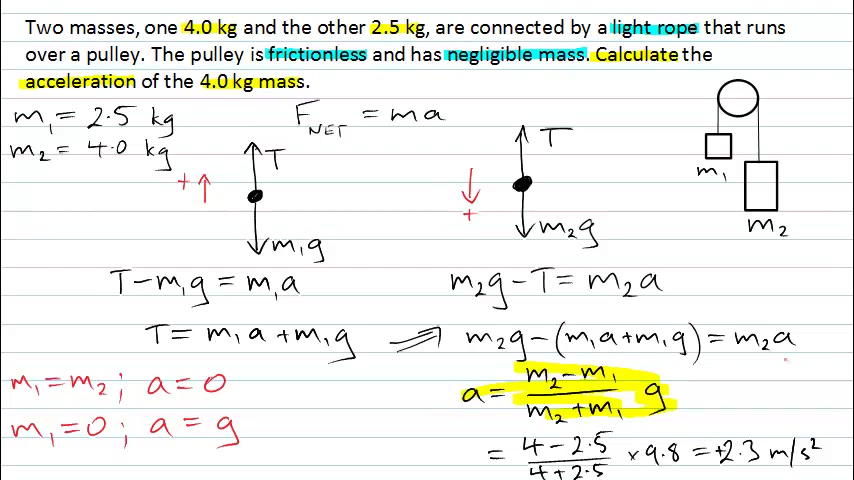 Two masses, one 4.0 kg and the other 2.5 kg, are connected by a light rope that runs
over a pulley. The pulley is frictionless and has negligible mass. Calculate the
acceleration of the 4.0 kg mass.
m₁ = 2.5 kg
m₂ = 4.0 kg
F_NET = ma
T
+ ↑
m₁g
T
↓
+
m₂g
m₁
m₂
T - m₁g = m₁a
m₂g - T = m₂a
T = m₁a + m₁g ⇒ m₂g - (m₁a + m₁g) = m₂a
m₁ = m₂ ; a = 0
a = (m₂ - m₁)/(m₂ + m₁) g
m₁ = 0 ; a = g
= (4 - 2.5)/(4 + 2.5) × 9.8 = +2.3 m/s²